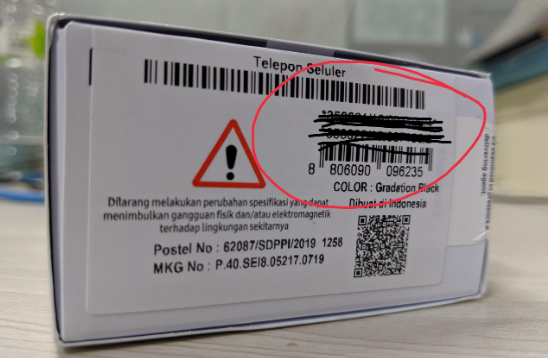 Telepon Seluler
8 806090 096235
COLOR : Gradation Black
Dibuat di Indonesia
Dilarang melakukan perubahan spesifikasi yang dapat
menimbulkan gangguan fisik dan/atau elektromagnetik
terhadap lingkungan sekitarnya
Postel No : 62087/SDPPI/2019 1258
MKG No : P.40.SEI8.05217.0719
delivering agent.